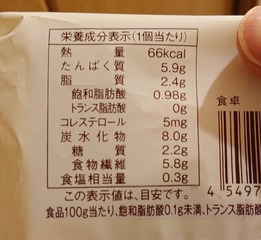 栄養成分表示(1個当たり)
熱量 66kcal
たんぱく質 5.9g
脂質 2.4g
飽和脂肪酸 0.98g
トランス脂肪酸 0g
コレステロール 5mg
炭水化物 8.0g
糖質 2.2g
食物繊維 5.8g
食塩相当量 0.3g
この表示値は、目安です。
食品100g当たり、飽和脂肪酸0.1g未満、トランス脂肪酸
食卓
4 5497